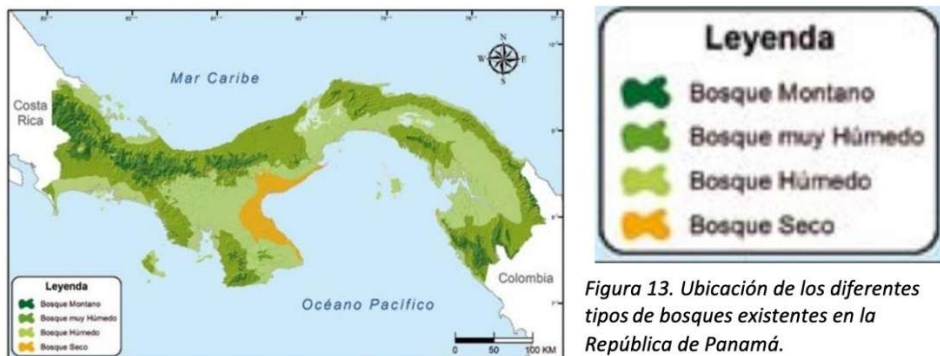 Mar Caribe
N
W
E
S
Costa
Rica
Colombia
Océano Pacífico
0
50
100 KM
Leyenda
Bosque Montano
Bosque muy Húmedo
Bosque Húmedo
Bosque Seco
Leyenda
Bosque Montano
Bosque muy Húmedo
Bosque Húmedo
Bosque Seco
Figura 13. Ubicación de los diferentes
tipos de bosques existentes en la
República de Panamá.